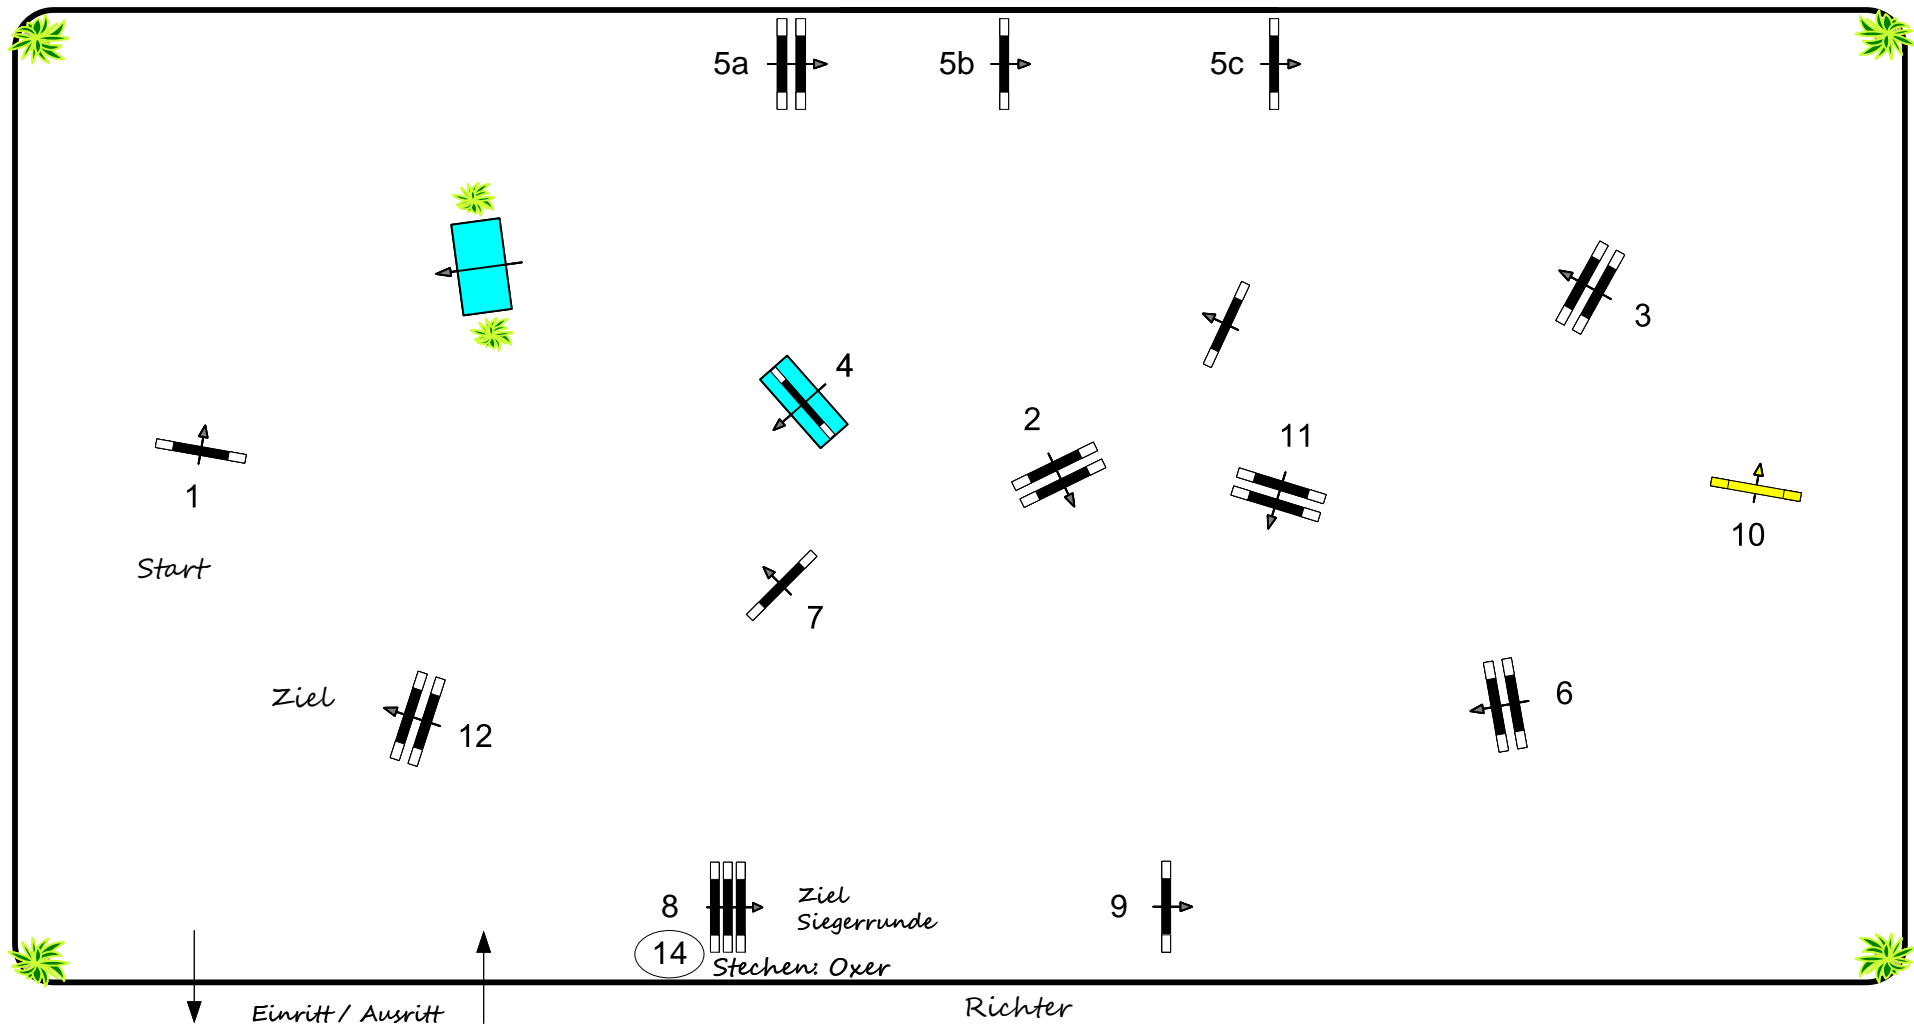 5a
5b
5c
3
4
2
11
1
10
Start
7
Ziel
12
6
8
Ziel
Siegerrunde
9
14
Stechen: Oxer
Einritt / Ausritt
Richter